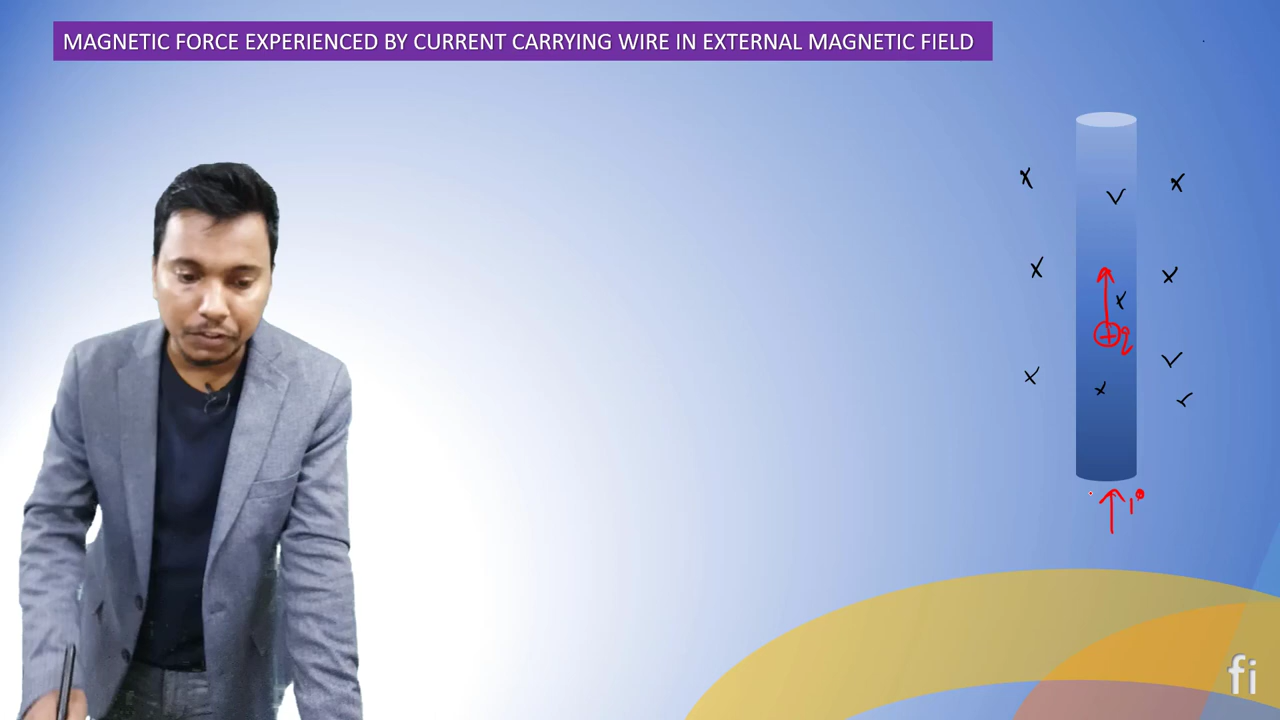 MAGNETIC FORCE EXPERIENCED BY CURRENT CARRYING WIRE IN EXTERNAL MAGNETIC FIELD
x x
x x
x
+ q
x x
i
fi